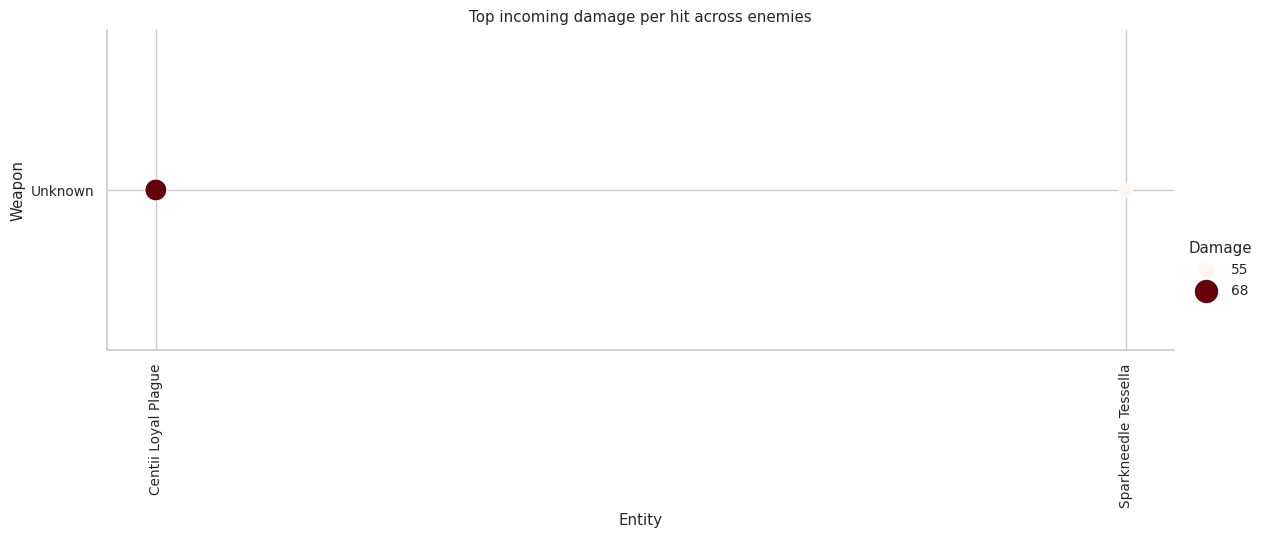 Top incoming damage per hit across enemies
Weapon
Unknown
Damage
55
68
Centii Loyal Plague
Sparkneedle Tessella
Entity